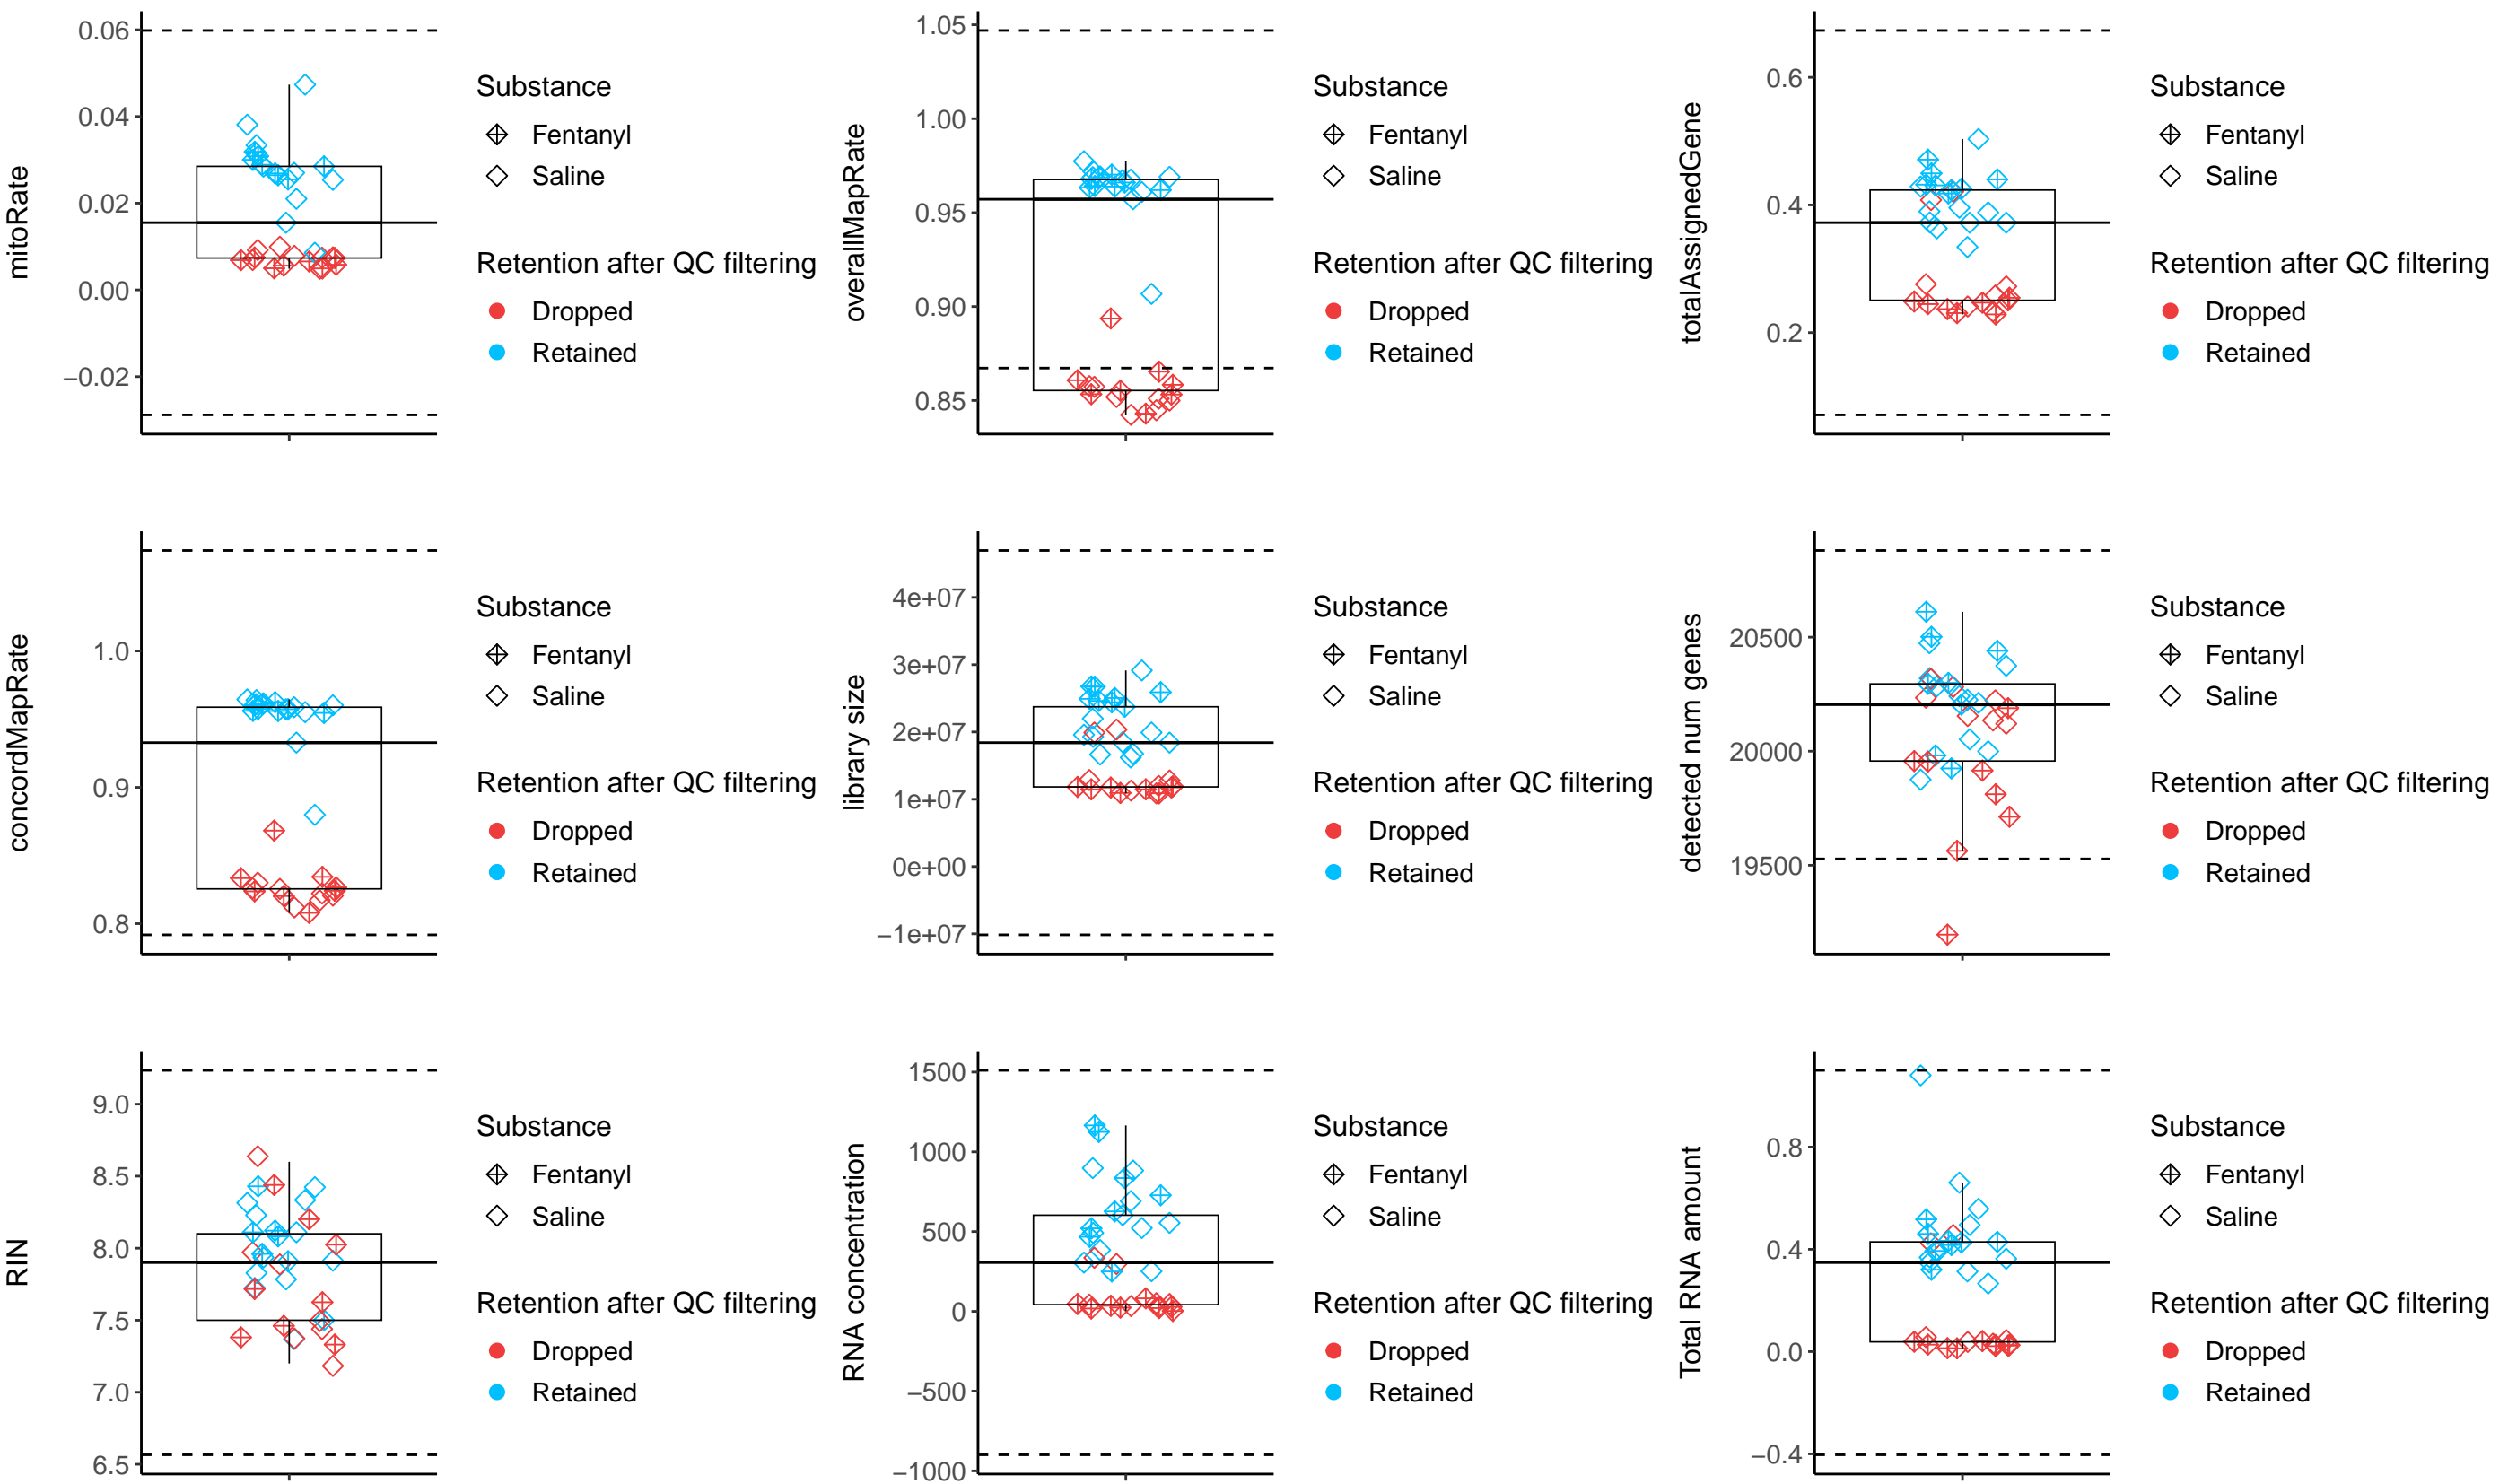 mitoRate
0.06
0.04
0.02
0.00
−0.02
Substance
Fentanyl
Saline
Retention after QC filtering
Dropped
Retained
overallMapRate
1.05
1.00
0.95
0.90
0.85
Substance
Fentanyl
Saline
Retention after QC filtering
Dropped
Retained
totalAssignedGene
0.6
0.4
0.2
Substance
Fentanyl
Saline
Retention after QC filtering
Dropped
Retained
concordMapRate
1.0
0.9
0.8
Substance
Fentanyl
Saline
Retention after QC filtering
Dropped
Retained
library size
4e+07
3e+07
2e+07
1e+07
0e+00
−1e+07
Substance
Fentanyl
Saline
Retention after QC filtering
Dropped
Retained
detected num genes
20500
20000
19500
Substance
Fentanyl
Saline
Retention after QC filtering
Dropped
Retained
RIN
9.0
8.5
8.0
7.5
7.0
6.5
Substance
Fentanyl
Saline
Retention after QC filtering
Dropped
Retained
RNA concentration
1500
1000
500
0
−500
−1000
Substance
Fentanyl
Saline
Retention after QC filtering
Dropped
Retained
Total RNA amount
0.8
0.4
0.0
−0.4
Substance
Fentanyl
Saline
Retention after QC filtering
Dropped
Retained